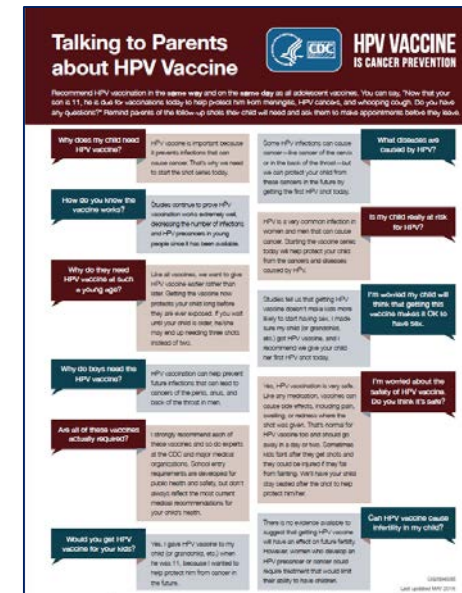 Talking to Parents
about HPV Vaccine
CDC
HPV VACCINE
IS CANCER PREVENTION
Recommend HPV vaccination in the same way and on the same day as all adolescent vaccines. You can say, "Now that your
son is 11, he is due for vaccinations today to help protect him from meningitis, HPV cancers, and whooping cough. Do you have
any questions?" Remind parents of the follow-up shots their child will need and ask them to make appointments before they leave.
Why does my child need
HPV vaccine?
HPV vaccine is important because
it prevents infections that can
cause cancer. That's why we need
to start the shot series today.
Some HPV infections can cause
cancer—like cancer of the cervix
or in the back of the throat—but
we can protect your child from
these cancers in the future by
getting the first HPV shot today.
What diseases are
caused by HPV?
How do you know the
vaccine works?
Studies continue to prove HPV
vaccination works extremely well,
decreasing the number of infections
and HPV precancers in young
people since it has been available.
HPV is a very common infection in
women and men that can cause
cancer. Starting the vaccine series
today will help protect your child
from the cancers and diseases
caused by HPV.
Is my child really at risk
for HPV?
Why do they need
HPV vaccine at such
a young age?
Like all vaccines, we want to give
HPV vaccine earlier rather than
later. Getting the vaccine now
protects your child long before
they are ever exposed. If you wait
until your child is older, he/she
may end up needing three shots
instead of two.
Studies tell us that getting HPV
vaccine doesn't make kids more
likely to start having sex. I made
sure my child (or grandchild,
etc.) got HPV vaccine, and I
recommend we give your child
her first HPV shot today.
I'm worried my child will
think that getting this
vaccine makes it OK to
have sex.
Why do boys need the
HPV vaccine?
HPV vaccination can help prevent
future infections that can lead to
cancers of the penis, anus, and
back of the throat in men.
Yes, HPV vaccination is very safe.
Like any medication, vaccines can
cause side effects, including pain,
swelling, or redness where the
shot was given. That's normal for
HPV vaccine too and should go
away in a day or two. Sometimes
kids faint after they get shots and
they could be injured if they fall
from fainting. We'll have your child
stay seated after the shot to help
protect him/her.
I'm worried about the
safety of HPV vaccine.
Do you think it's safe?
Are all of these vaccines
actually required?
I strongly recommend each of
these vaccines and so do experts
at the CDC and major medical
organizations. School entry
requirements are developed for
public health and safety, but don't
always reflect the most current
medical recommendations for
your child's health.
Would you get HPV
vaccine for your kids?
Yes, I gave HPV vaccine to my
child (or grandchild, etc.) when
he was 11, because I wanted to
help protect him from cancer in
the future.
There is no evidence available to
suggest that getting HPV vaccine
will have an effect on future fertility.
However, women who develop an
HPV precancer or cancer could
require treatment that would limit
their ability to have children.
Can HPV vaccine cause
infertility in my child?
Last updated MAY 2018